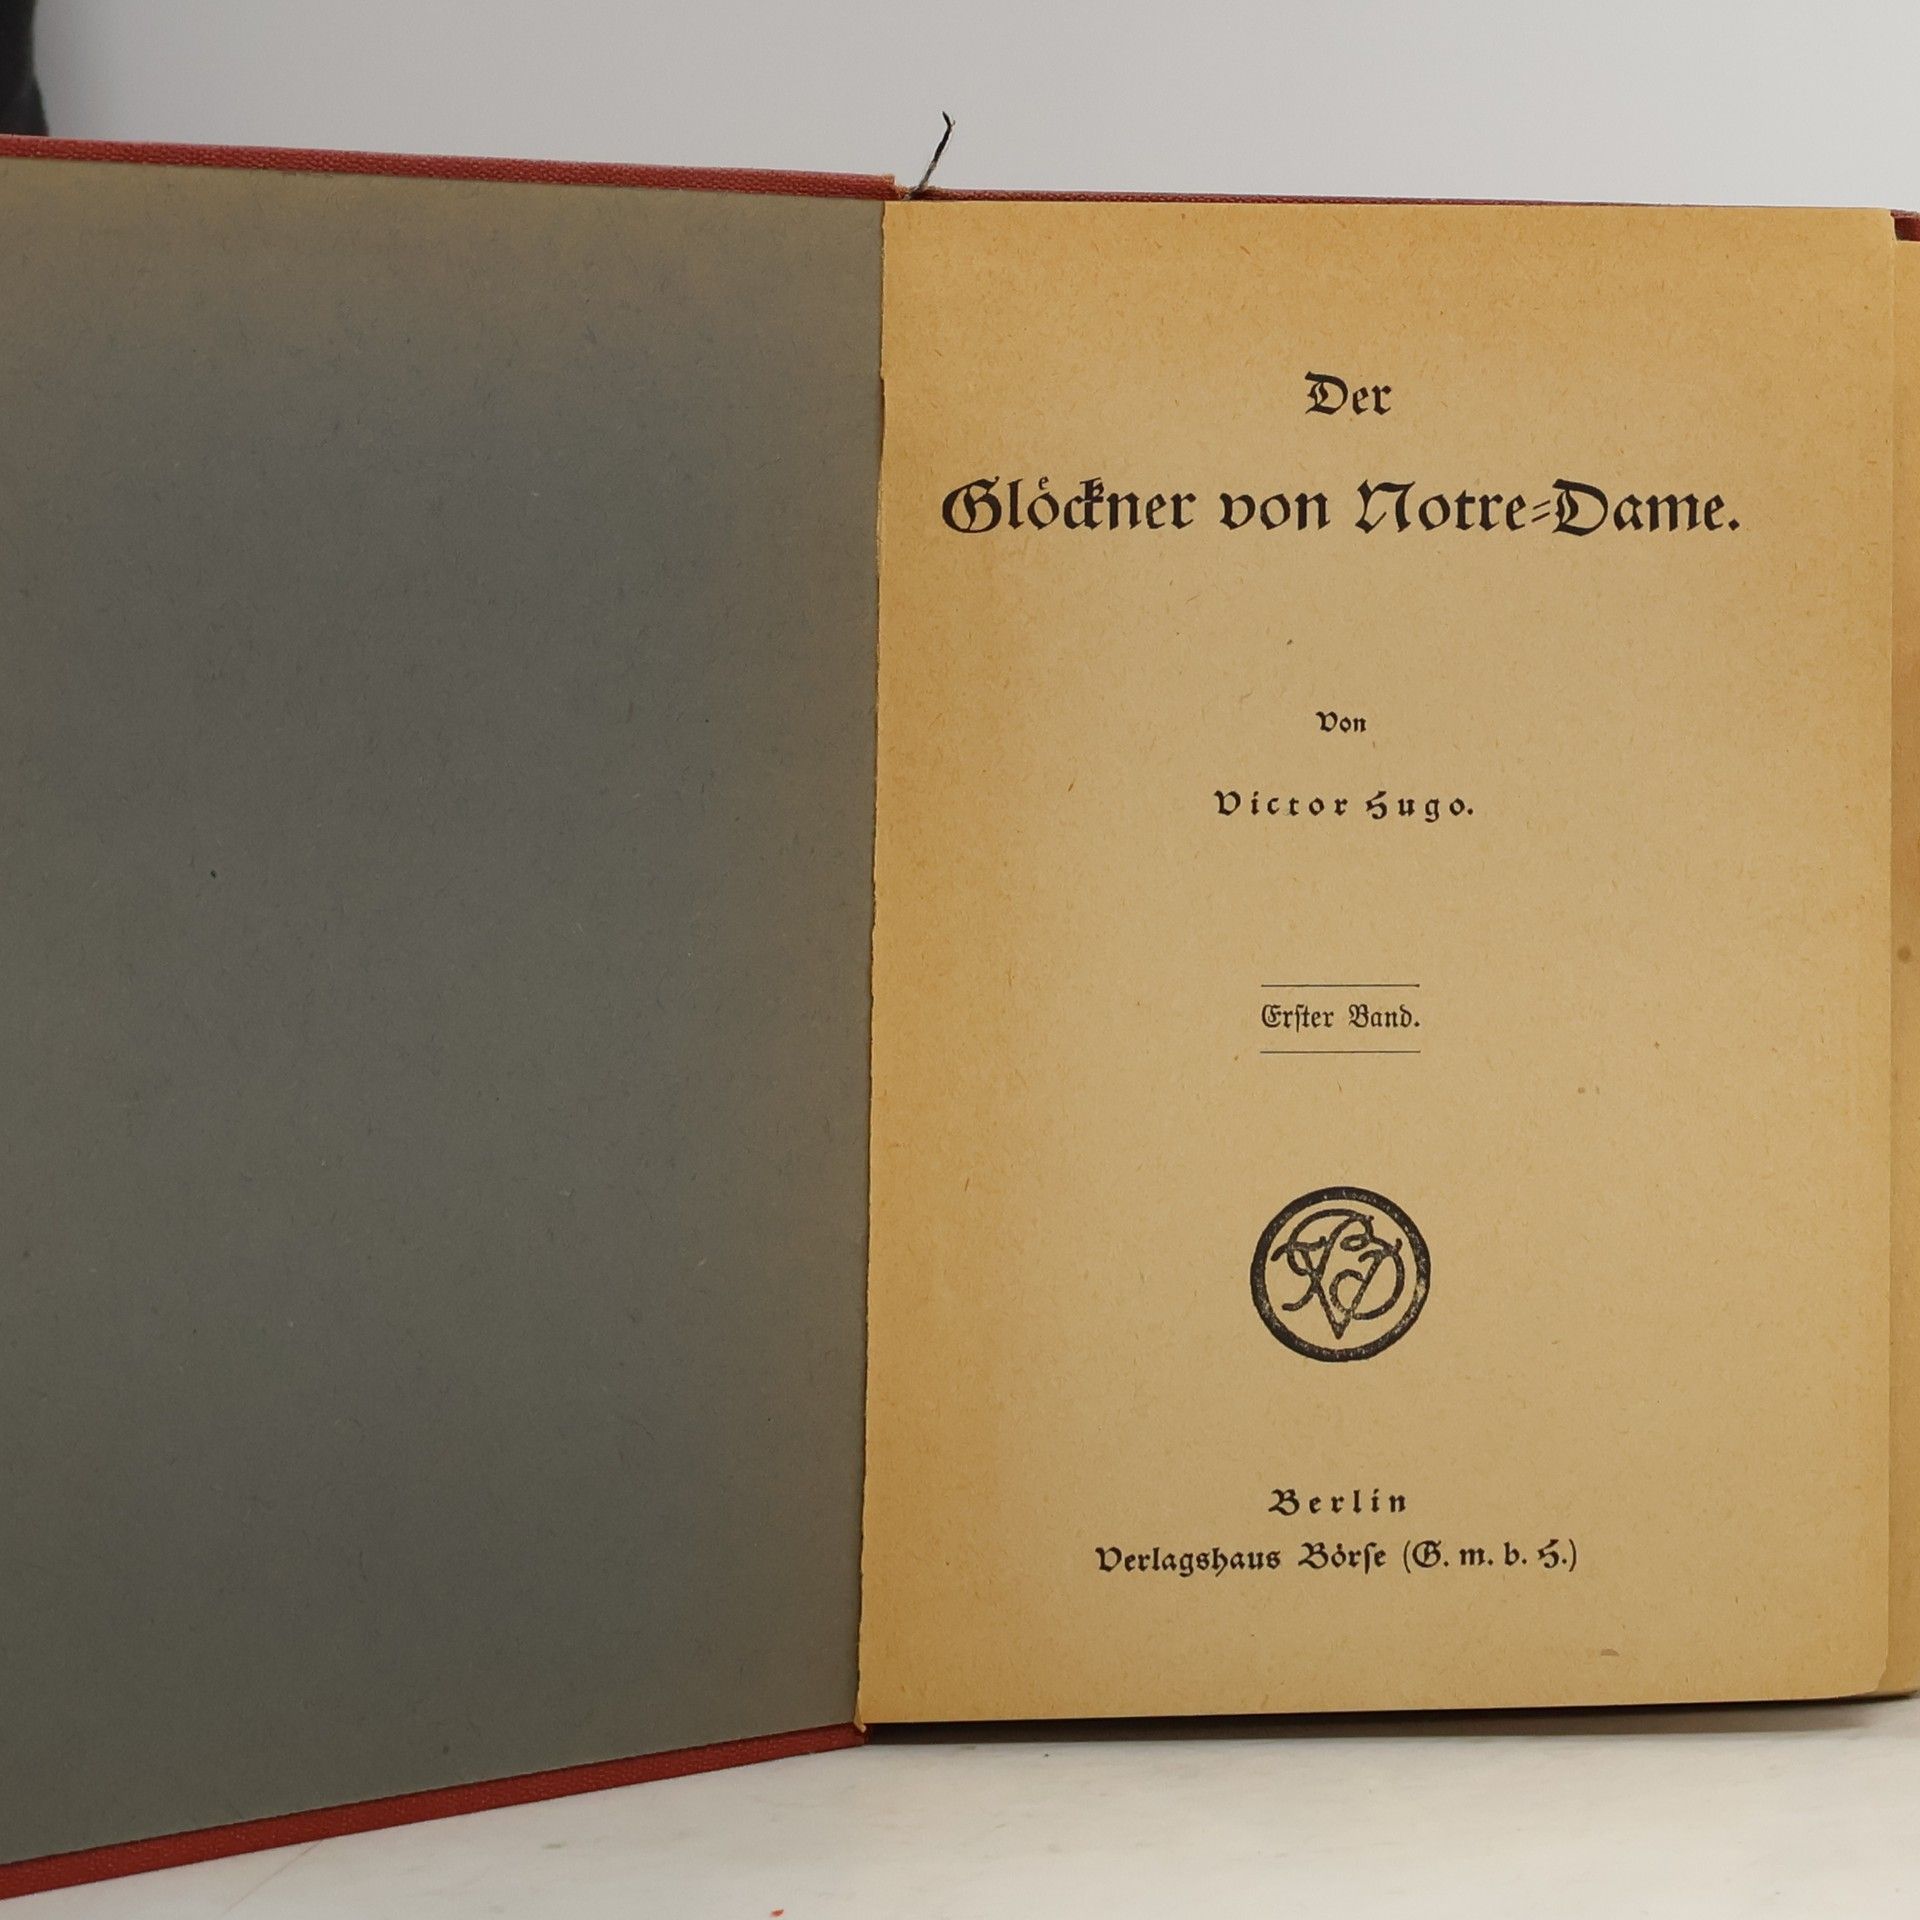 Der
Glöckner von Notre-Dame.
Von
Victor Hugo.
Erſter Band.
Berlin
Verlagshaus Börſe (G. m. b. H.)